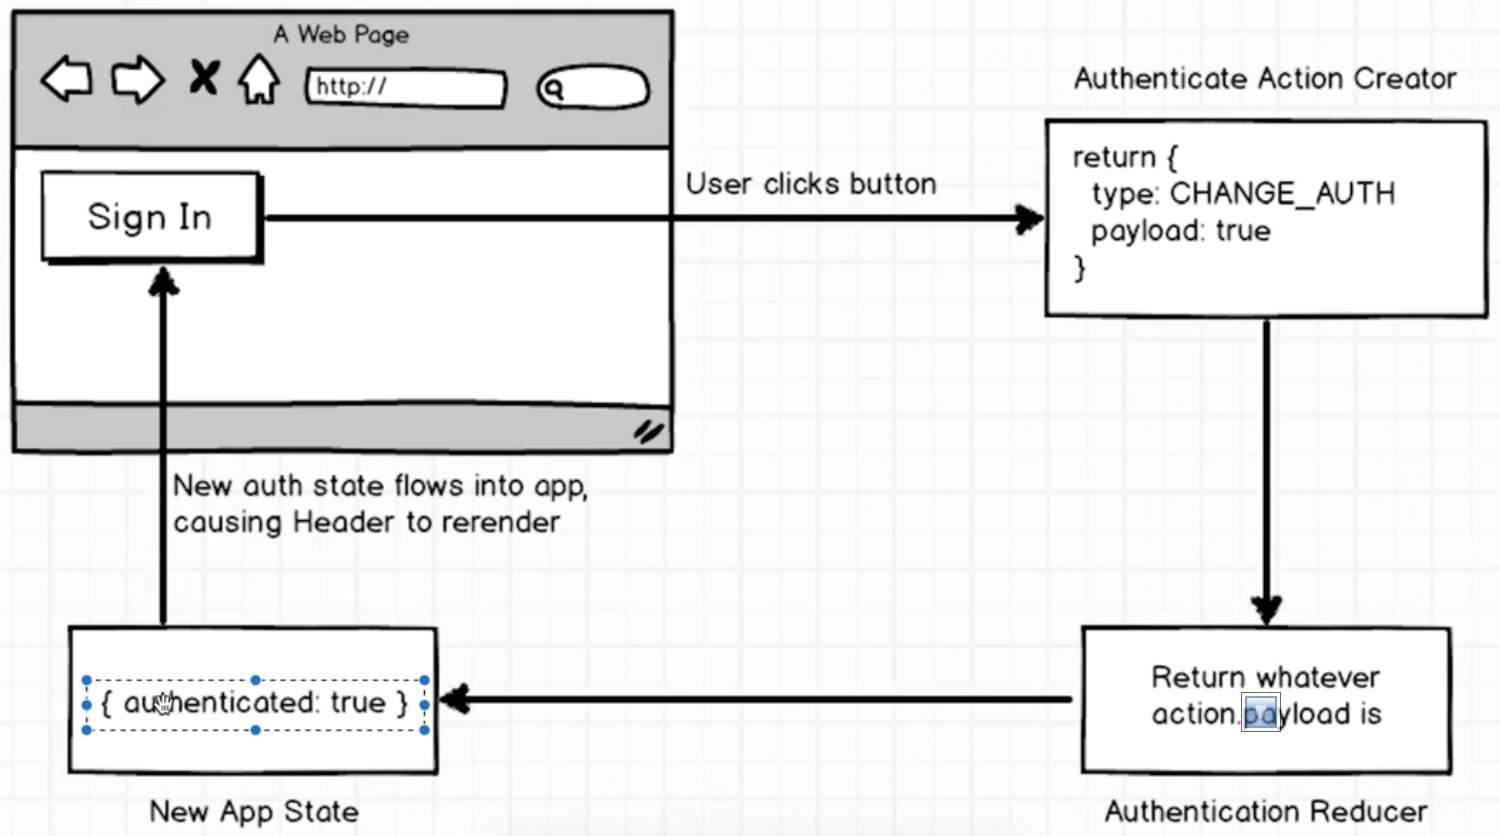 A Web Page
http://
Sign In
User clicks button
Authenticate Action Creator
return {
type: CHANGE_AUTH
payload: true
}
New auth state flows into app,
causing Header to rerender
{ authenticated: true }
New App State
Return whatever
action.payload is
Authentication Reducer